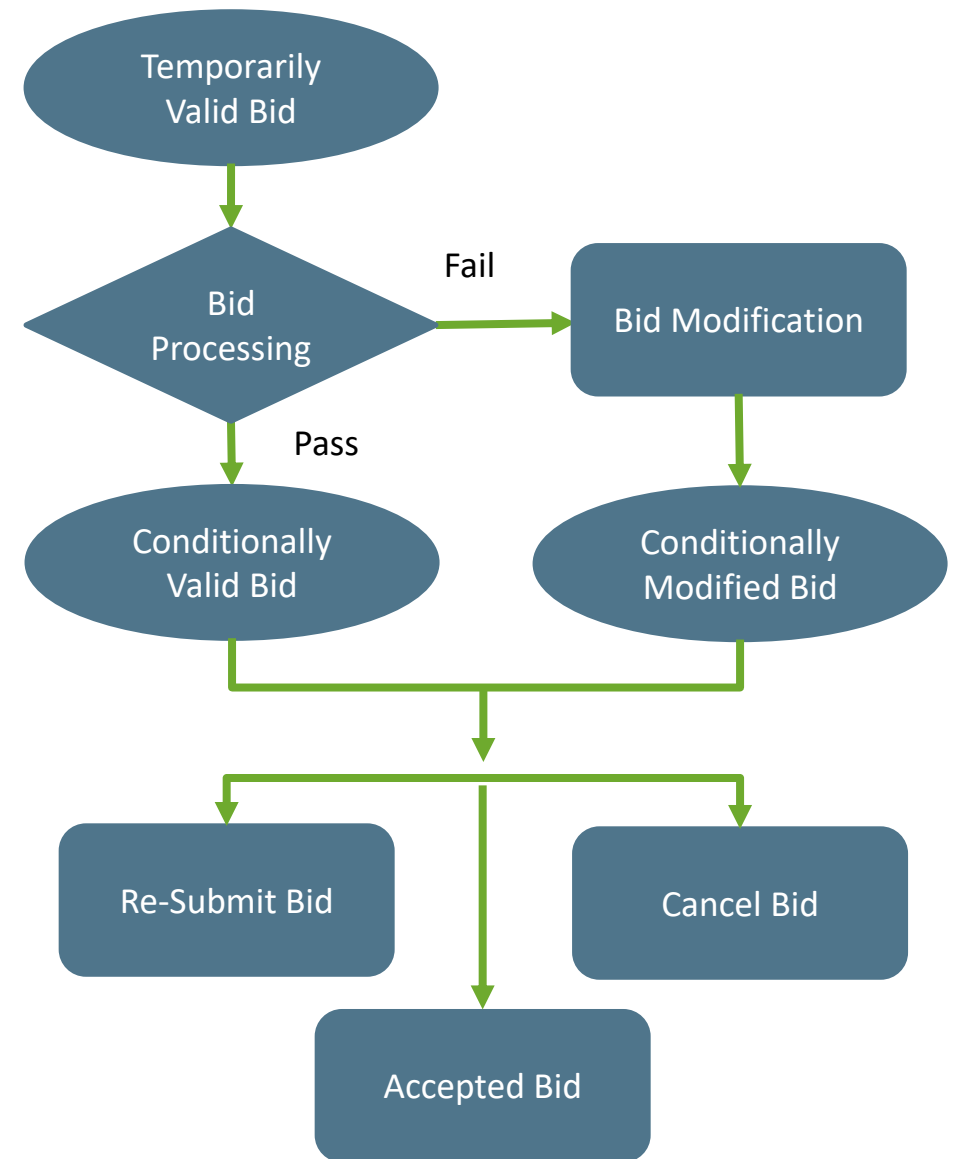 Temporarily
Valid Bid
Fail
Bid
Processing
Bid Modification
Pass
Conditionally
Valid Bid
Conditionally
Modified Bid
Re-Submit Bid
Cancel Bid
Accepted Bid